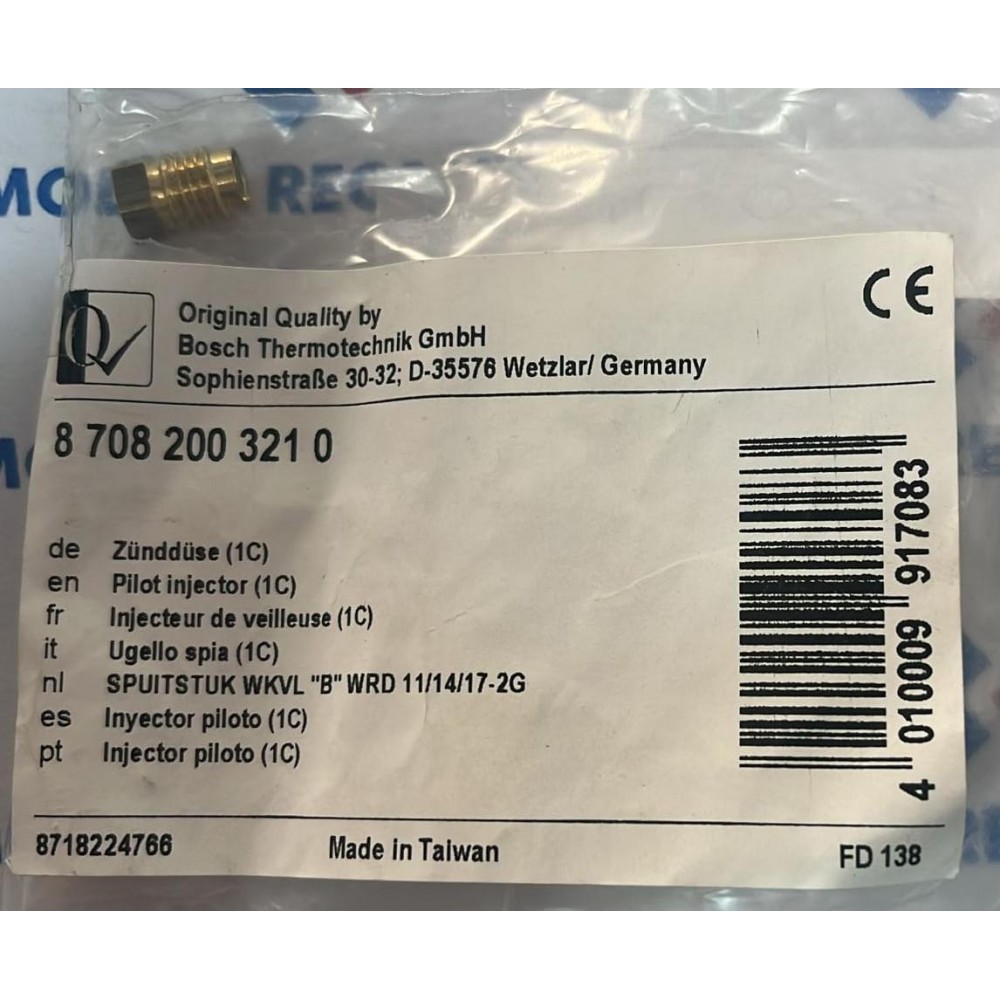 Original Quality by
Bosch Thermotechnik GmbH
Sophienstraße 30-32; D-35576 Wetzlar/ Germany
CE
8 708 200 321 0
de Zünddüse (1C)
en Pilot injector (1C)
fr Injecteur de veilleuse (1C)
it Ugello spia (1C)
nl SPUITSTUK WKVL "B" WRD 11/14/17-2G
es Inyector piloto (1C)
pt Injector piloto (1C)
4 010009 917083
8718224766 Made in Taiwan FD 138